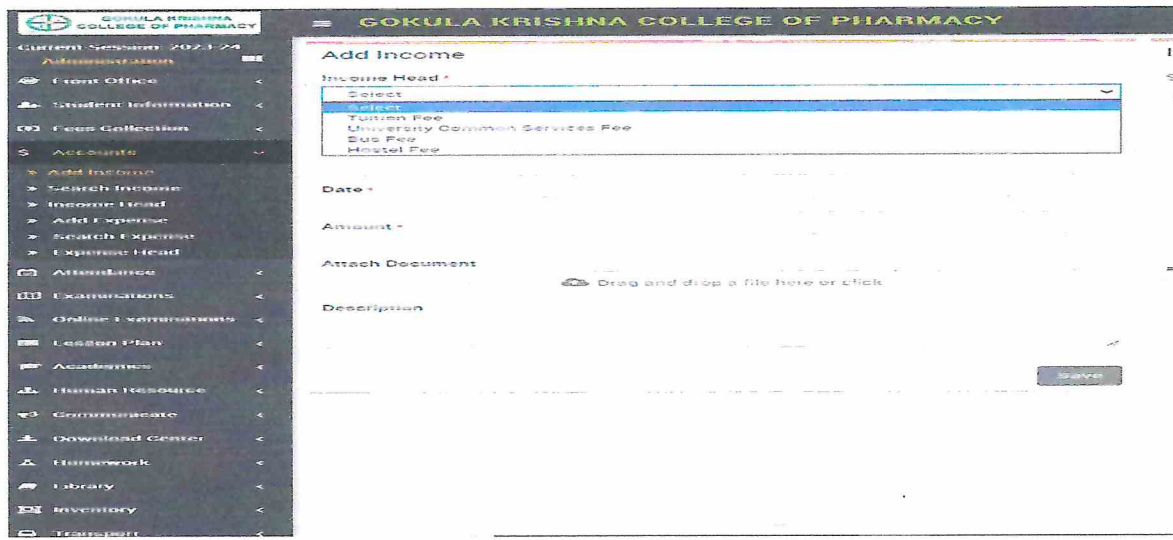 GOKULA KRISHNA
COLLEGE OF PHARMACY
GOKULA KRISHNA COLLEGE OF PHARMACY
Current Session: 2023-24
Administration
Front Office
Student Information
Fees Collection
$ Accounts
» Add Income
» Search Income
» Income Head
» Add Expense
» Search Expense
» Expense Head
Attendance
Examinations
Online Examinations
Lesson Plan
Academics
Human Resource
Communicate
Download Center
Homework
Library
Inventory
Transport
Add Income
Income Head *
Select
Select
Tuition Fee
University Common Services Fee
Bus Fee
Hostel Fee
Date *
Amount *
Attach Document
Drag and drop a file here or click
Description
Save